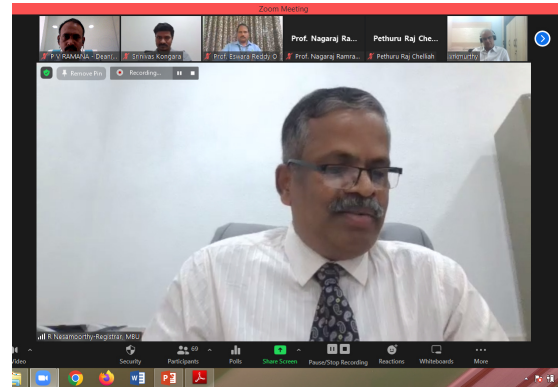 Zoom Meeting
Prof. Nagaraj Ra...
Pethuru Raj Che...
P V RAMANA - Dean(...
Srinivas Kongara
Prof. Eswara Reddy O
Prof. Nagaraj Ramra...
Pethuru Raj Chelliah
Remove Pin
Recording...
R Nesamoorthy-Registrar, MBU
Video
Security
69
Participants
Polls
Share Screen
Pause/Stop Recording
Reactions
Whiteboards
More